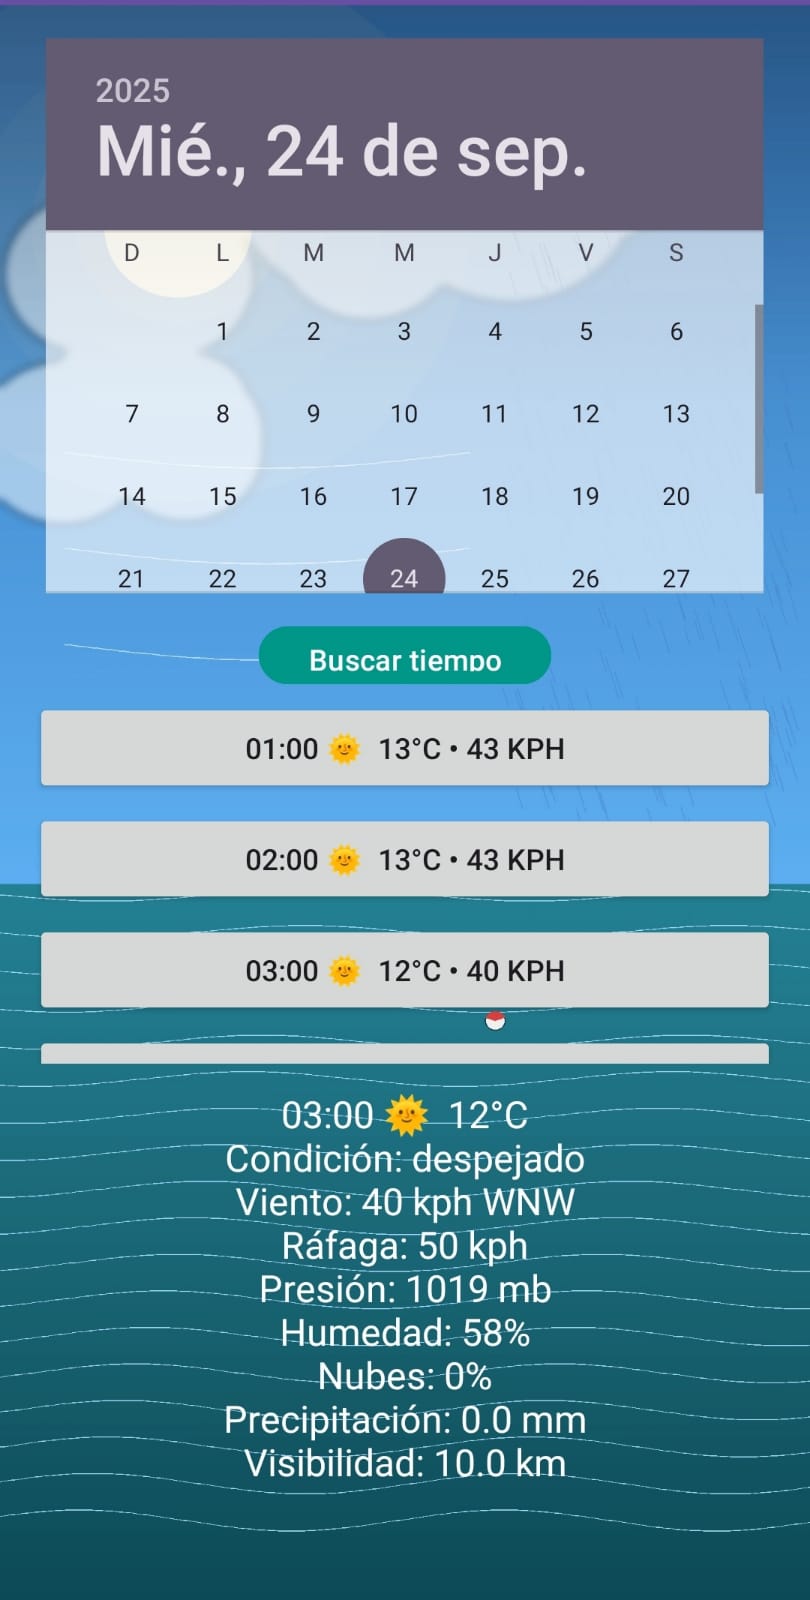 2025
Mié., 24 de sep.
D L M M J V S
1 2 3 4 5 6
7 8 9 10 11 12 13
14 15 16 17 18 19 20
21 22 23 24 25 26 27
Buscar tiempo
01:00 🌞 13°C • 43 KPH
02:00 🌞 13°C • 43 KPH
03:00 🌞 12°C • 40 KPH
03:00 🌞 12°C
Condición: despejado
Viento: 40 kph WNW
Ráfaga: 50 kph
Presión: 1019 mb
Humedad: 58%
Nubes: 0%
Precipitación: 0.0 mm
Visibilidad: 10.0 km